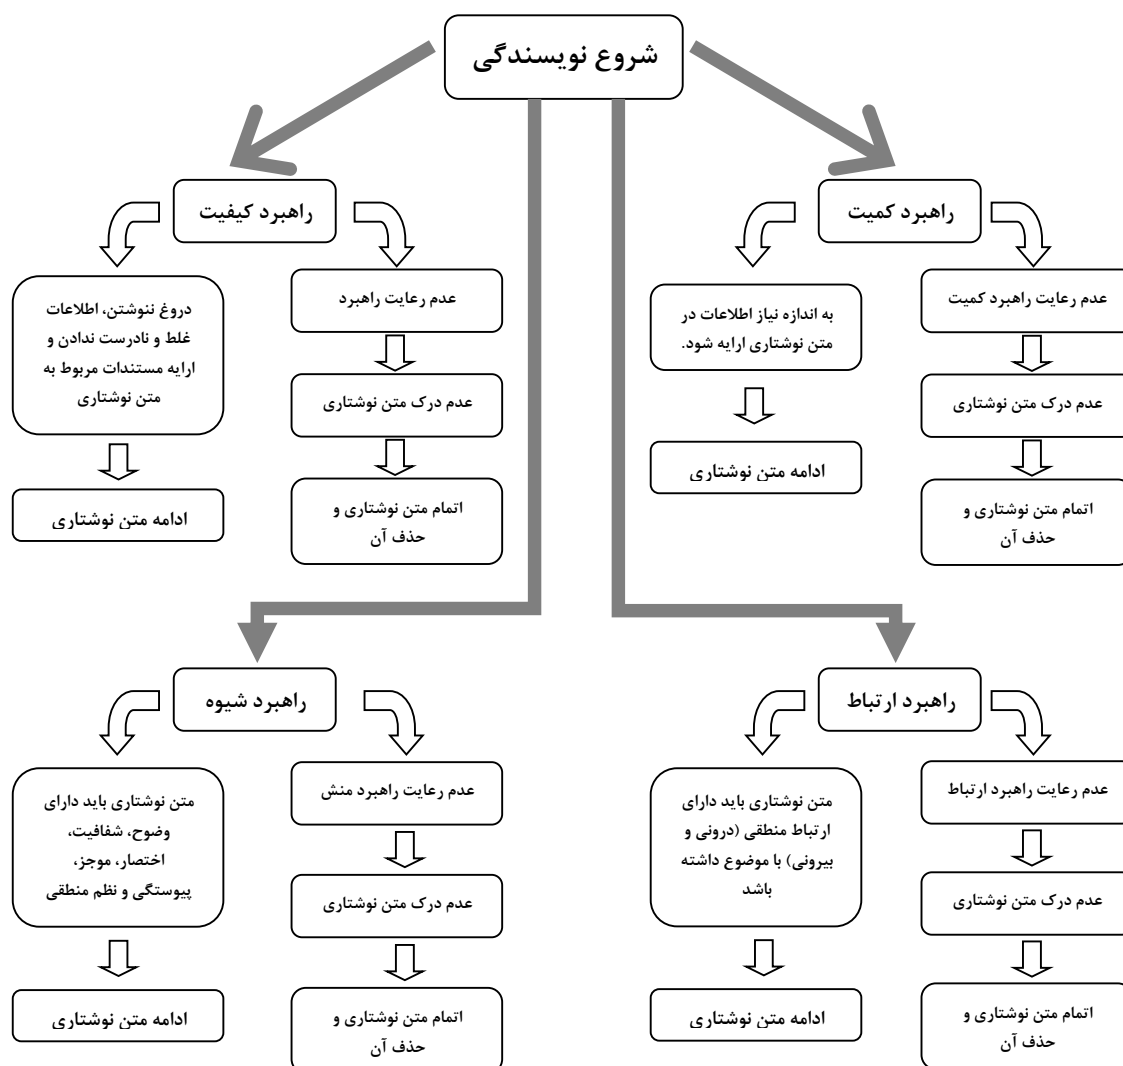 شروع نویسندگی
راهبرد کمیت
عدم رعایت راهبرد کمیت
عدم درک متن نوشتاری
اتمام متن نوشتاری و
حذف آن
به اندازه نیاز اطلاعات در
متن نوشتاری ارایه شود.
ادامه متن نوشتاری
راهبرد کیفیت
عدم رعایت راهبرد
عدم درک متن نوشتاری
اتمام متن نوشتاری و
حذف آن
دروغ ننوشتن، اطلاعات
غلط و نادرست ندادن و
ارایه مستندات مربوط به
متن نوشتاری
ادامه متن نوشتاری
راهبرد ارتباط
عدم رعایت راهبرد ارتباط
عدم درک متن نوشتاری
اتمام متن نوشتاری و
حذف آن
متن نوشتاری باید دارای
ارتباط منطقی (درونی و
بیرونی) با موضوع داشته
باشد
ادامه متن نوشتاری
راهبرد شیوه
عدم رعایت راهبرد منش
عدم درک متن نوشتاری
اتمام متن نوشتاری و
حذف آن
متن نوشتاری باید دارای
وضوح، شفافیت،
اختصار، موجز،
پیوستگی و نظم منطقی
ادامه متن نوشتاری